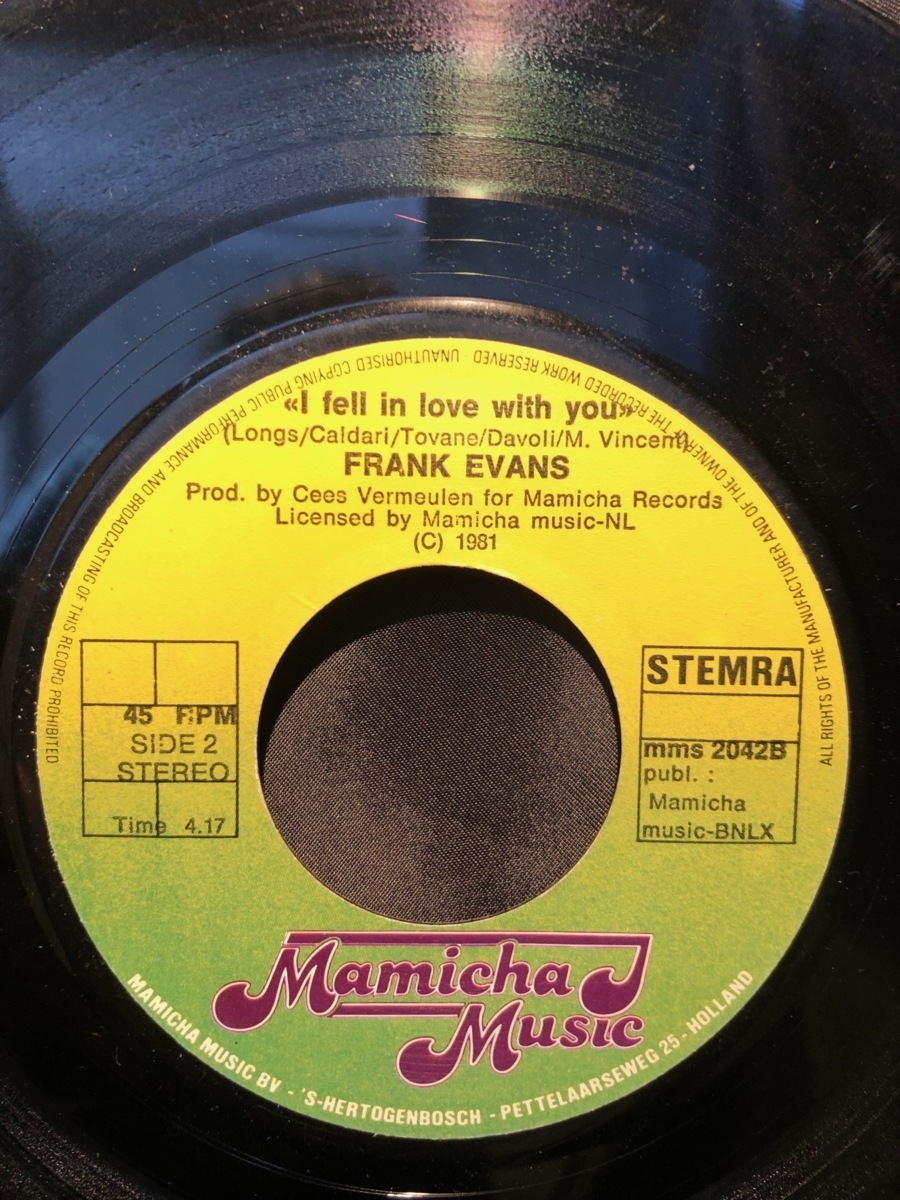 UNAUTHORISED COPYING PUBLIC PERFORMANCE AND BROADCASTING OF THIS RECORD PROHIBITED
ALL RIGHTS OF THE MANUFACTURER AND OF THE OWNER OF THE RECORDED WORK RESERVED
«I fell in love with you»
(Longs/Caldari/Tovane/Davoli/M. Vincent)
FRANK EVANS
Prod. by Cees Vermeulen for Mamicha Records
Licensed by Mamicha music-NL
(C) 1981
45 RPM
SIDE 2
STEREO
Time 4.17
STEMRA
mms 2042B
publ. :
Mamicha
music-BNLX
Mamicha
Music
MAMICHA MUSIC BV - 'S-HERTOGENBOSCH - PETTELAARSEWEG 25 - HOLLAND